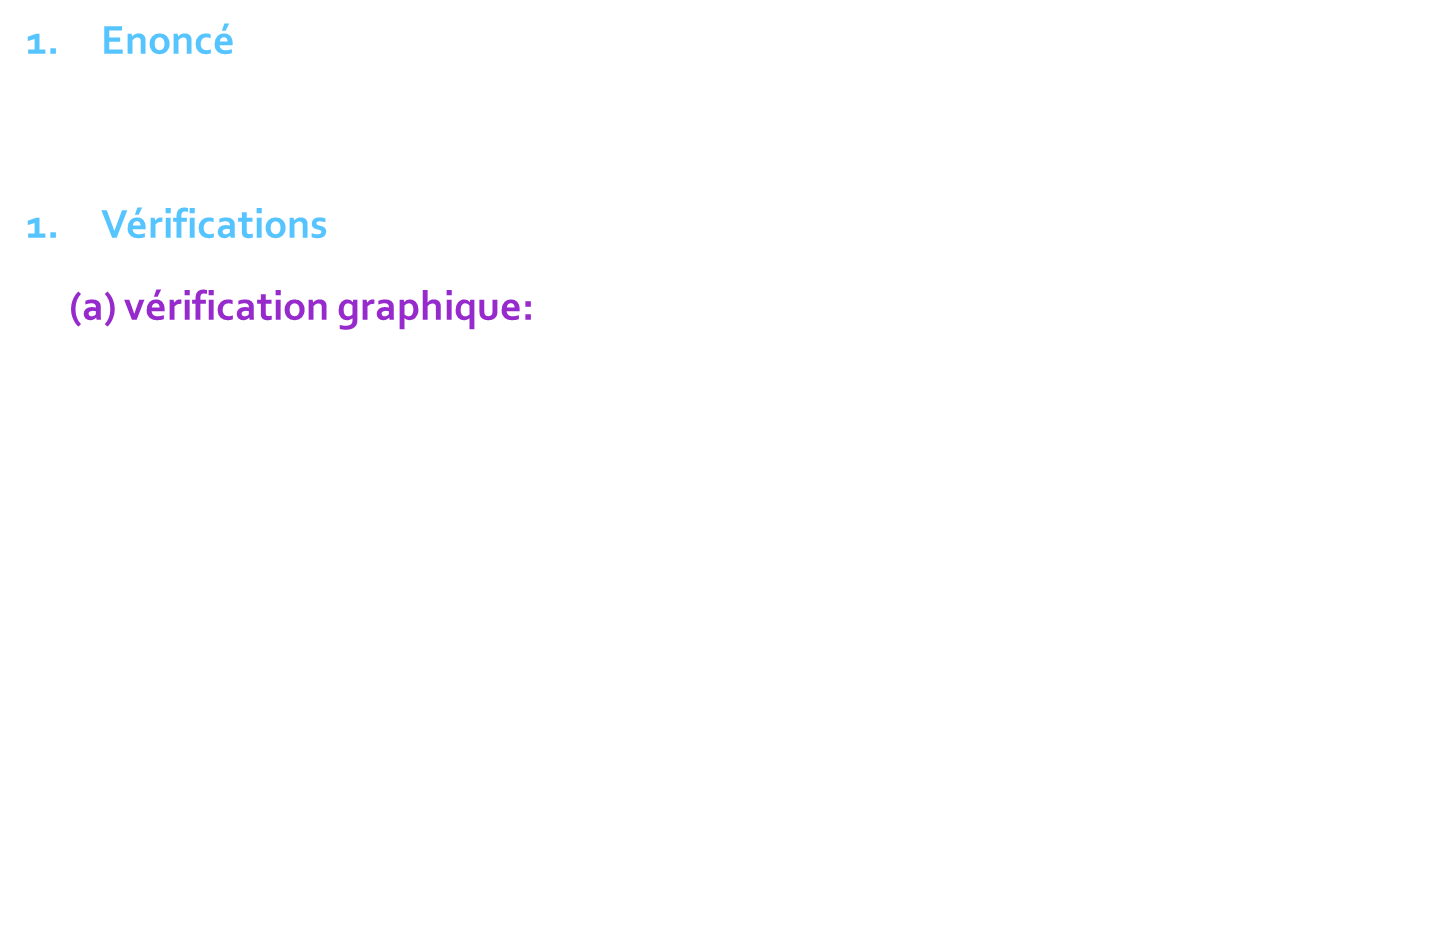 1. Enoncé
1. Vérifications
(a) vérification graphique: